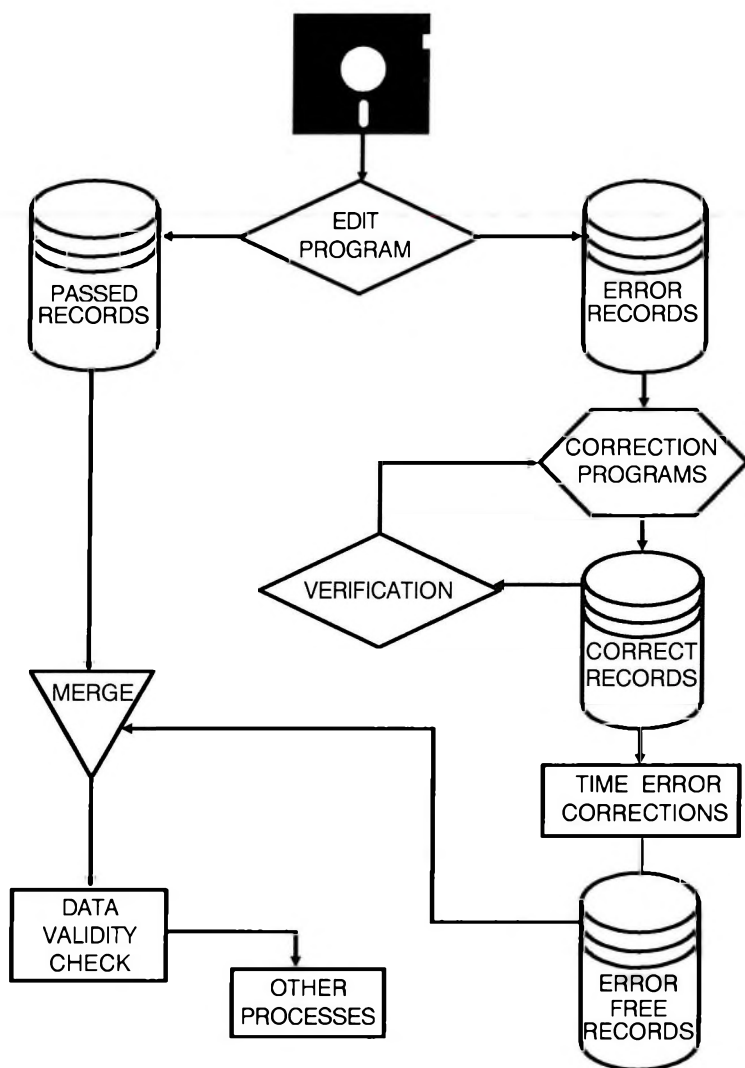 EDIT
PROGRAM
PASSED
RECORDS
ERROR
RECORDS
CORRECTION
PROGRAMS
VERIFICATION
CORRECT
RECORDS
MERGE
TIME ERROR
CORRECTIONS
DATA
VALIDITY
CHECK
OTHER
PROCESSES
ERROR
FREE
RECORDS